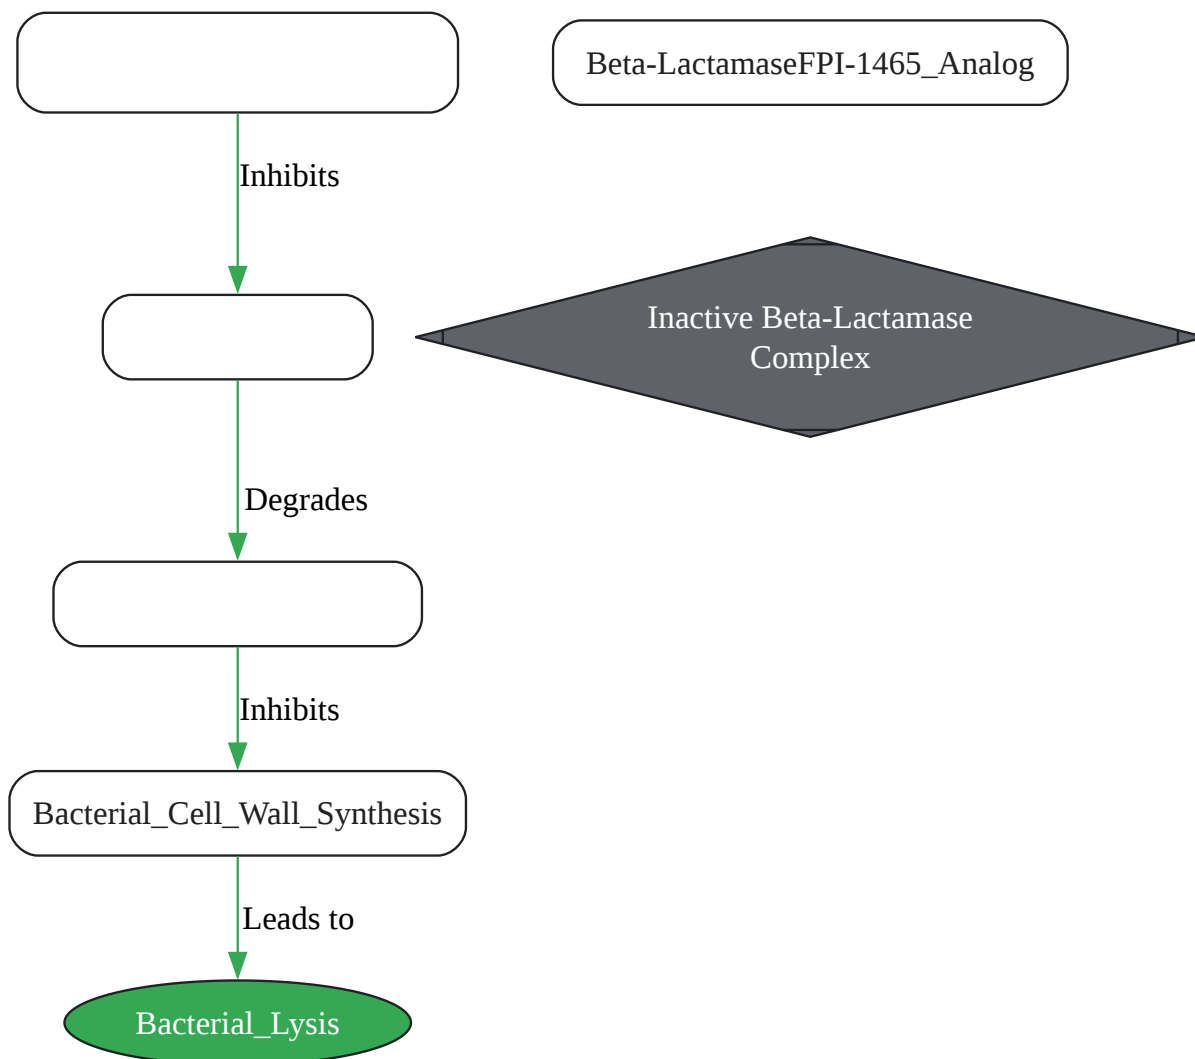 Beta-LactamaseFPI-1465_Analog
Inhibits
Inactive Beta-Lactamase
Complex
Degrades
Inhibits
Bacterial_Cell_Wall_Synthesis
Leads to
Bacterial_Lysis